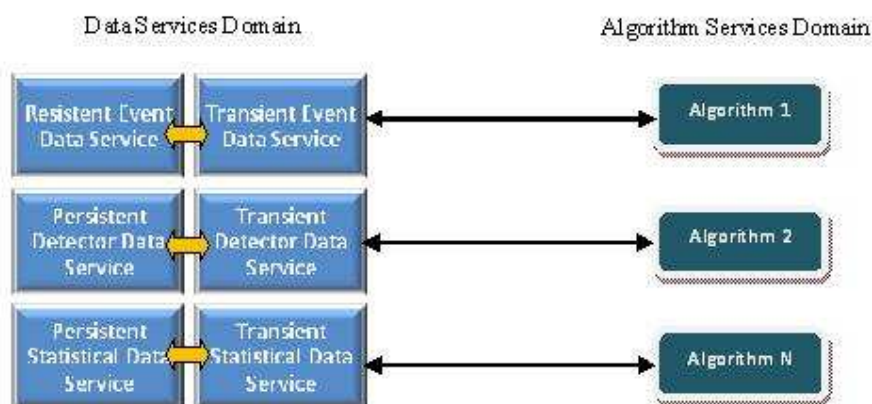 Data Services Domain
Algorithm Services Domain
Resistent Event
Data Service
Transient Event
Data Service
Algorithm 1
Persistent
Detector Data
Service
Transient
Detector Data
Service
Algorithm 2
Persistent
Statistical Data
Service
Transient
Statistical Data
Service
Algorithm N